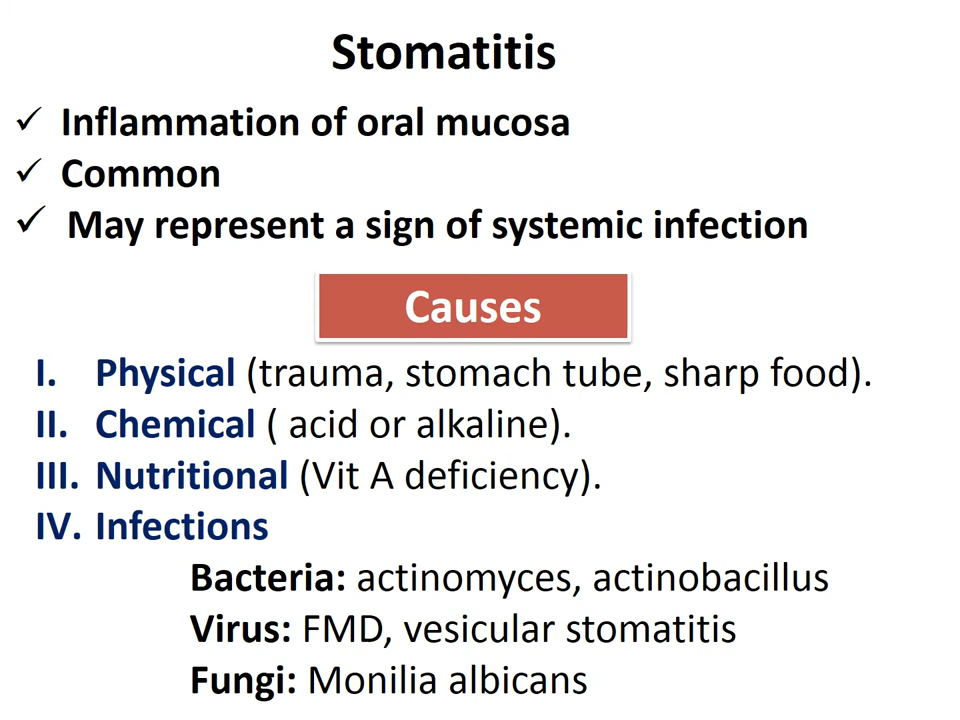 Stomatitis
✓ Inflammation of oral mucosa
✓ Common
✓ May represent a sign of systemic infection
Causes
I. Physical (trauma, stomach tube, sharp food).
II. Chemical ( acid or alkaline).
III. Nutritional (Vit A deficiency).
IV. Infections
Bacteria: actinomyces, actinobacillus
Virus: FMD, vesicular stomatitis
Fungi: Monilia albicans